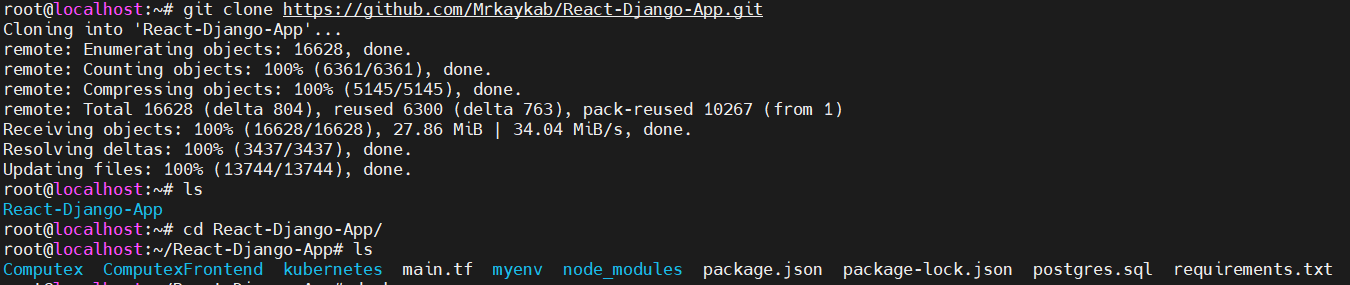 root@localhost:~# git clone https://github.com/Mrkaykab/React-Django-App.git
Cloning into 'React-Django-App'...
remote: Enumerating objects: 16628, done.
remote: Counting objects: 100% (6361/6361), done.
remote: Compressing objects: 100% (5145/5145), done.
remote: Total 16628 (delta 804), reused 6300 (delta 763), pack-reused 10267 (from 1)
Receiving objects: 100% (16628/16628), 27.86 MiB | 34.04 MiB/s, done.
Resolving deltas: 100% (3437/3437), done.
Updating files: 100% (13744/13744), done.
root@localhost:~# ls
React-Django-App
root@localhost:~# cd React-Django-App/
root@localhost:~/React-Django-App# ls
Computex  ComputexFrontend  kubernetes  main.tf  myenv  node_modules  package.json  package-lock.json  postgres.sql  requirements.txt